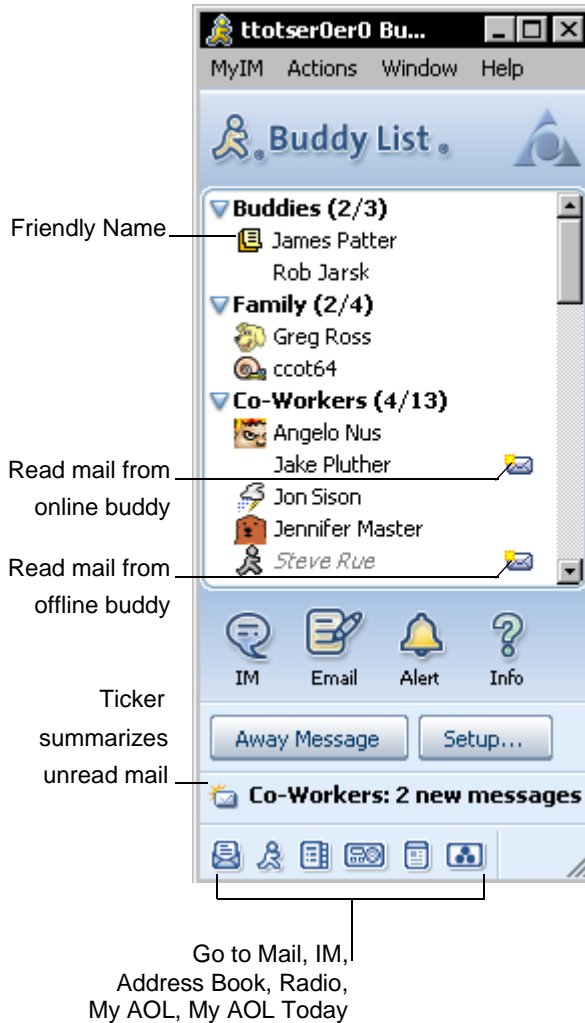 ttotser0er0 Bu...
MyIM Actions Window Help
Buddy List ®
Buddies (2/3)
Friendly Name
James Patter
Rob Jarsk
Family (2/4)
Greg Ross
ccot64
Co-Workers (4/13)
Angelo Nus
Read mail from
online buddy
Jake Pluther
Jon Sison
Jennifer Master
Read mail from
offline buddy
Steve Rue
IM Email Alert Info
Ticker
summarizes
unread mail
Away Message Setup...
Co-Workers: 2 new messages
Go to Mail, IM,
Address Book, Radio,
My AOL, My AOL Today